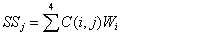 SS_j = \sum^{4} C(i,j)W_i